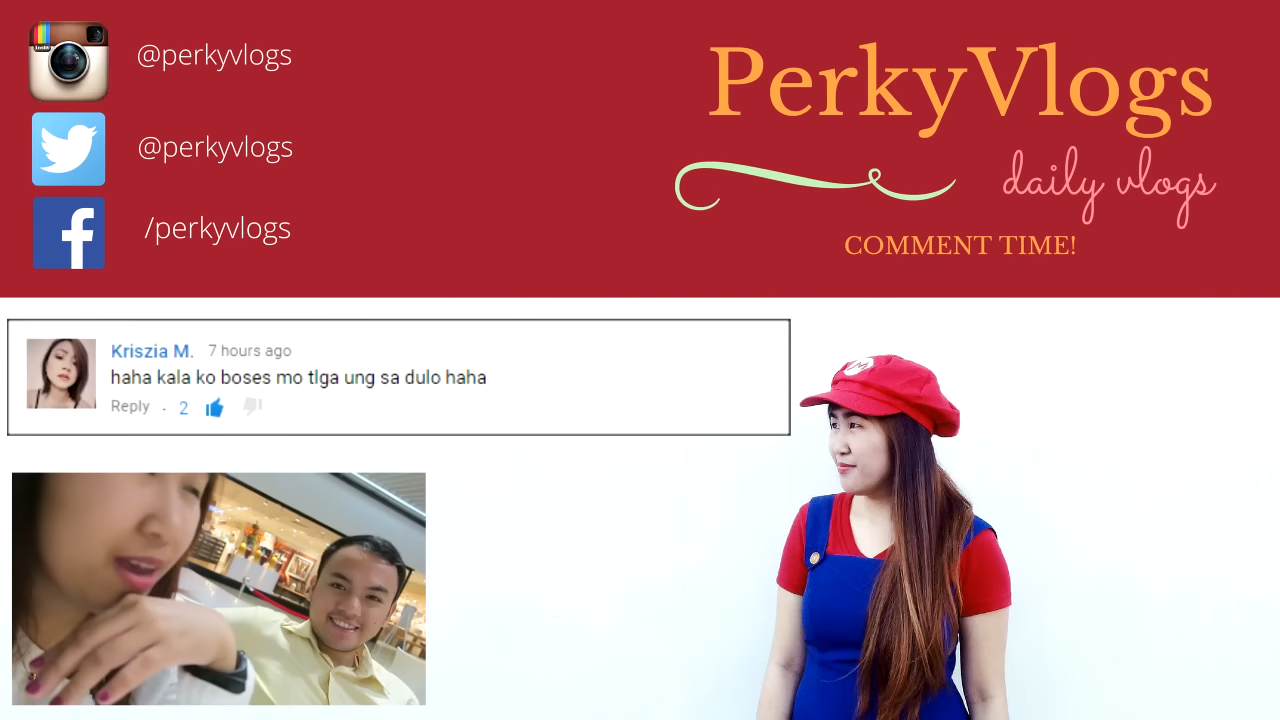 @perkyvlogs
@perkyvlogs
/perkyvlogs
PerkyVlogs
daily vlogs
COMMENT TIME!
Kriszia M. 7 hours ago
haha kala ko boses mo tlga ung sa dulo haha
Reply · 2